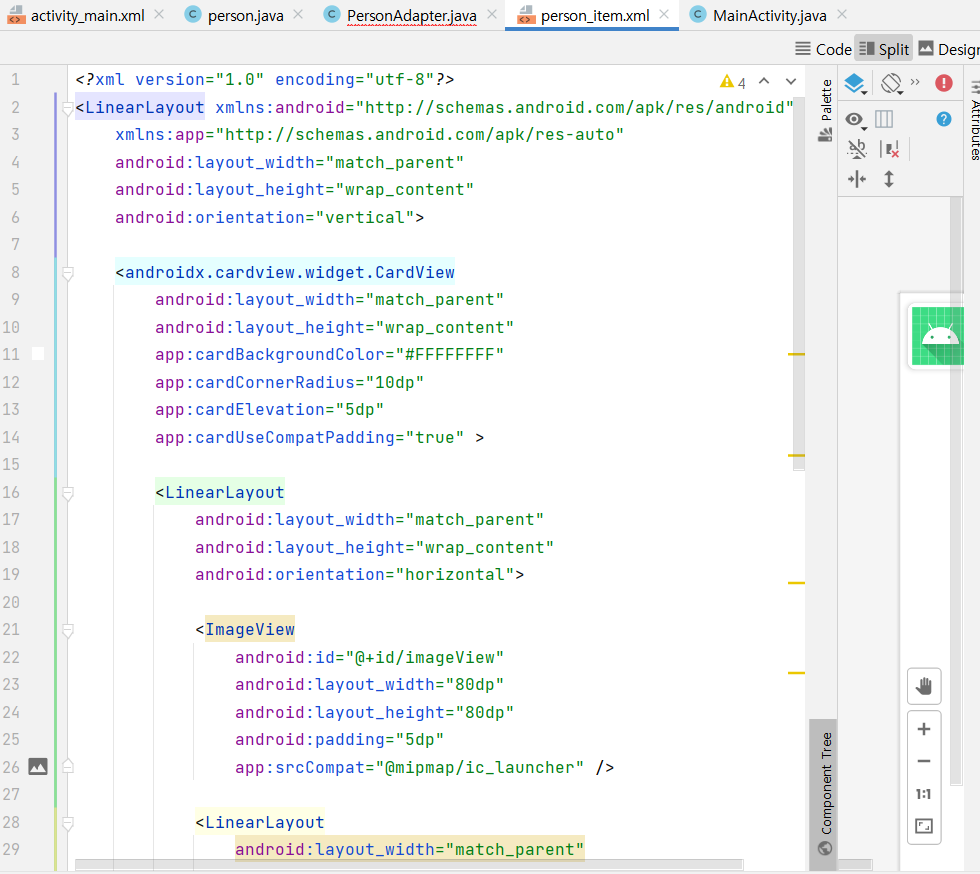 activity_main.xml person.java PersonAdapter.java person_item.xml MainActivity.java
Code Split Design
1 <?xml version="1.0" encoding="utf-8"?>
4
2 <LinearLayout xmlns:android="http://schemas.android.com/apk/res/android"
3 xmlns:app="http://schemas.android.com/apk/res-auto"
4 android:layout_width="match_parent"
5 android:layout_height="wrap_content"
6 android:orientation="vertical">
7
8 <androidx.cardview.widget.CardView
9 android:layout_width="match_parent"
10 android:layout_height="wrap_content"
11 app:cardBackgroundColor="#FFFFFFFF"
12 app:cardCornerRadius="10dp"
13 app:cardElevation="5dp"
14 app:cardUseCompatPadding="true" >
15
16 <LinearLayout
17 android:layout_width="match_parent"
18 android:layout_height="wrap_content"
19 android:orientation="horizontal">
20
21 <ImageView
22 android:id="@+id/imageView"
23 android:layout_width="80dp"
24 android:layout_height="80dp"
25 android:padding="5dp"
26 app:srcCompat="@mipmap/ic_launcher" />
27
28 <LinearLayout
29 android:layout_width="match_parent"
Palette
Component Tree
Attributes
1:1